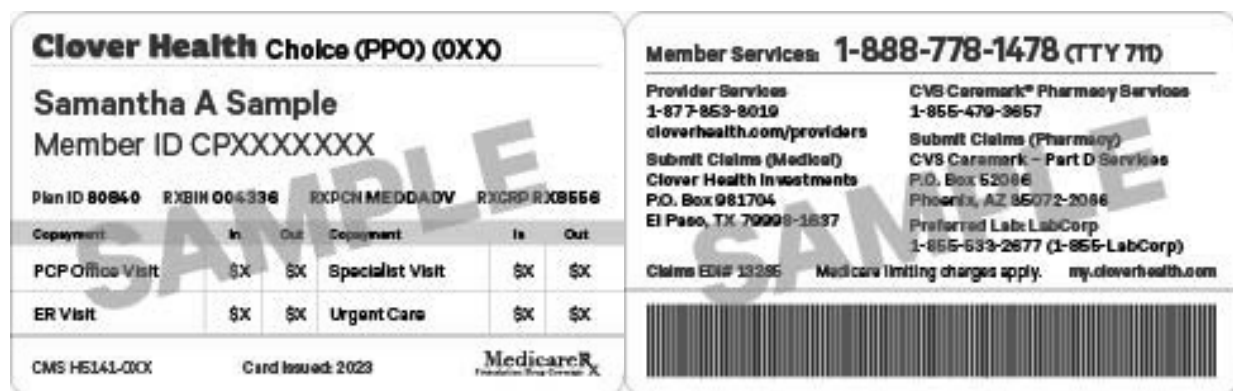 Clover Health Choice (PPO) (0XX)
Samantha A Sample
Member ID CPXXXXXXX
Plan ID 80840 RXBIN 004336 RXPCN MEDDADV RXGRP RX8556
Copayment In Out Copayment In Out
PCP Office Visit $X $X Specialist Visit $X $X
ER Visit $X $X Urgent Care $X $X
CMS H5141-0XX Card Issued: 2023 MedicareRx
SAMPLE
Member Services: 1-888-778-1478 (TTY 711)
Provider Services
1-877-853-8019
cloverhealth.com/providers
Submit Claims (Medical)
Clover Health Investments
P.O. Box 981704
El Paso, TX 79998-1637
CVS Caremark® Pharmacy Services
1-855-479-3657
Submit Claims (Pharmacy)
CVS Caremark – Part D Services
P.O. Box 52066
Phoenix, AZ 85072-2066
Preferred Lab: LabCorp
1-855-533-2677 (1-855-LabCorp)
Claims EDI# 13285 Medicare limiting charges apply. my.cloverhealth.com
SAMPLE